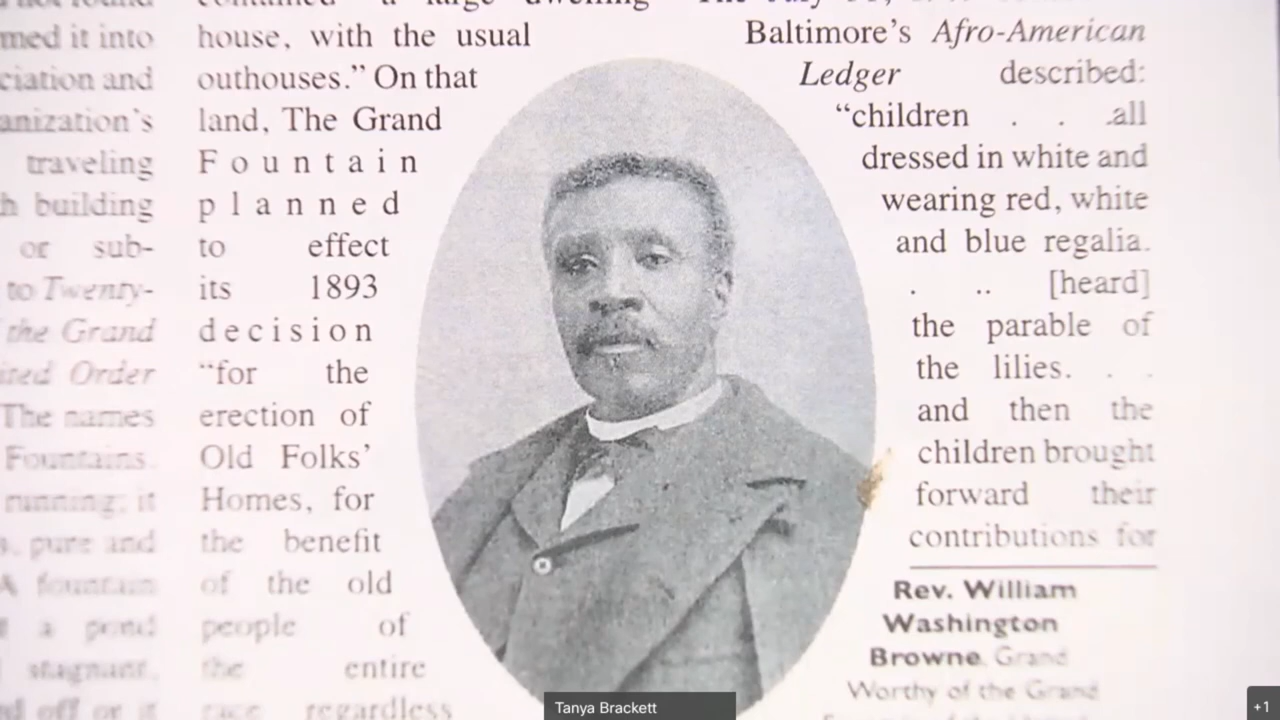 med it into
ciation and
anization's
traveling
h building
or sub-
to Twenty-
the Grand
Order
The names
Fountains.
running; it
pure and
A fountain
a pond
stagnant,
house, with the usual
outhouses." On that
land, The Grand
Fountain
planned
to effect
its 1893
decision
"for the
erection of
Old Folks'
Homes, for
the benefit
of the old
people of
the entire
race regardless
Baltimore's Afro-American
Ledger described:
"children . . .all
dressed in white and
wearing red, white
and blue regalia.
. .. [heard]
the parable of
the lilies. . .
and then the
children brought
forward their
contributions for
Rev. William
Washington
Browne, Grand
Worthy of the Grand
Tanya Brackett
+1